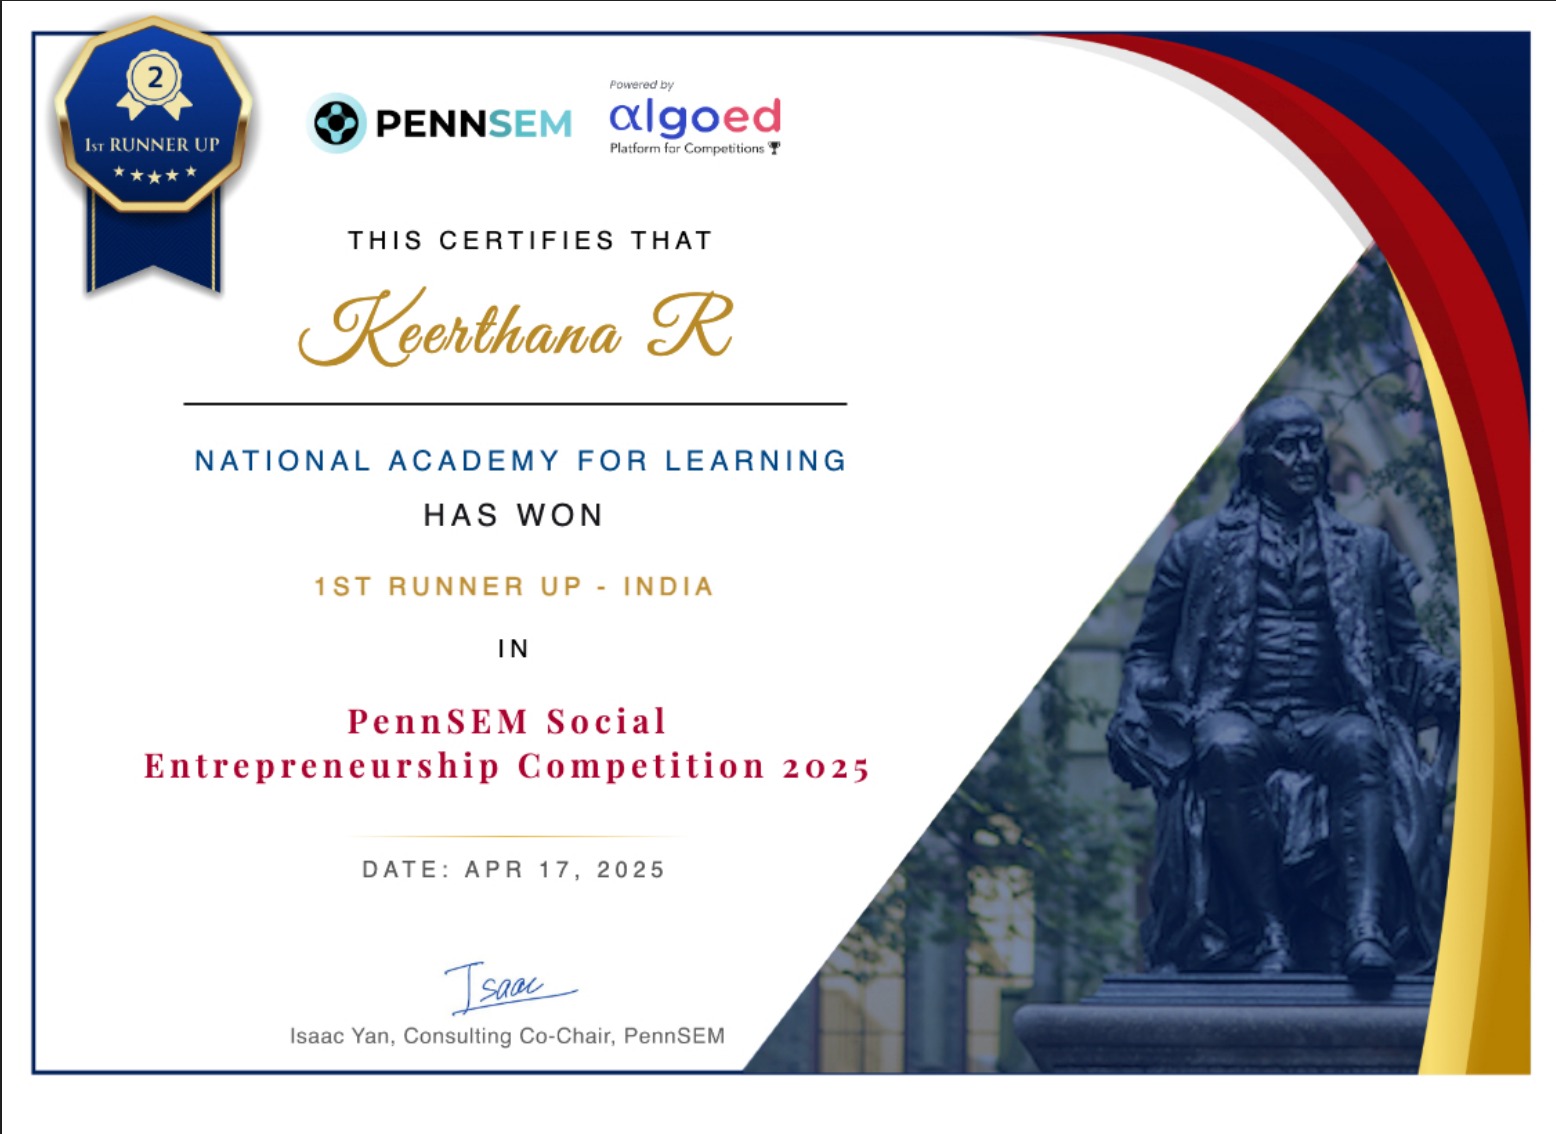 2
1ST RUNNER UP
PENNSEM
Powered by
algoed
Platform for Competitions
THIS CERTIFIES THAT
Keerthana R
NATIONAL ACADEMY FOR LEARNING
HAS WON
1ST RUNNER UP - INDIA
IN
PennSEM Social
Entrepreneurship Competition 2025
DATE: APR 17, 2025
Isaac
Isaac Yan, Consulting Co-Chair, PennSEM